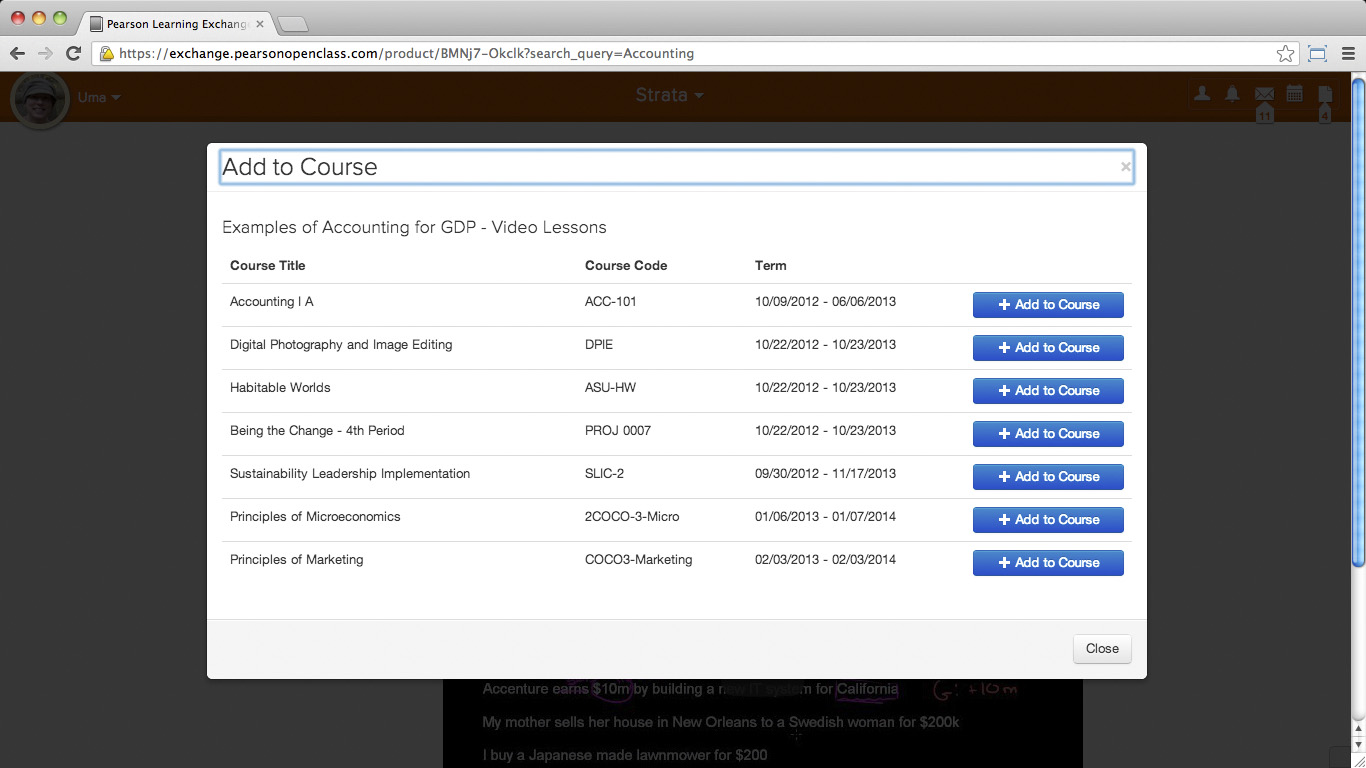 Pearson Learning Exchang
https://exchange.pearsonopenclass.com/product/BMNj7-Okclk?search_query=Accounting
Uma
Strata
11
4
Add to Course
Examples of Accounting for GDP - Video Lessons
Course Title Course Code Term
Accounting I A ACC-101 10/09/2012 - 06/06/2013 + Add to Course
Digital Photography and Image Editing DPIE 10/22/2012 - 10/23/2013 + Add to Course
Habitable Worlds ASU-HW 10/22/2012 - 10/23/2013 + Add to Course
Being the Change - 4th Period PROJ 0007 10/22/2012 - 10/23/2013 + Add to Course
Sustainability Leadership Implementation SLIC-2 09/30/2012 - 11/17/2013 + Add to Course
Principles of Microeconomics 2COCO-3-Micro 01/06/2013 - 01/07/2014 + Add to Course
Principles of Marketing COCO3-Marketing 02/03/2013 - 02/03/2014 + Add to Course
Close
Accenture earns $10m by building a new IT system for California G: +10m
My mother sells her house in New Orleans to a Swedish woman for $200k
I buy a Japanese made lawnmower for $200